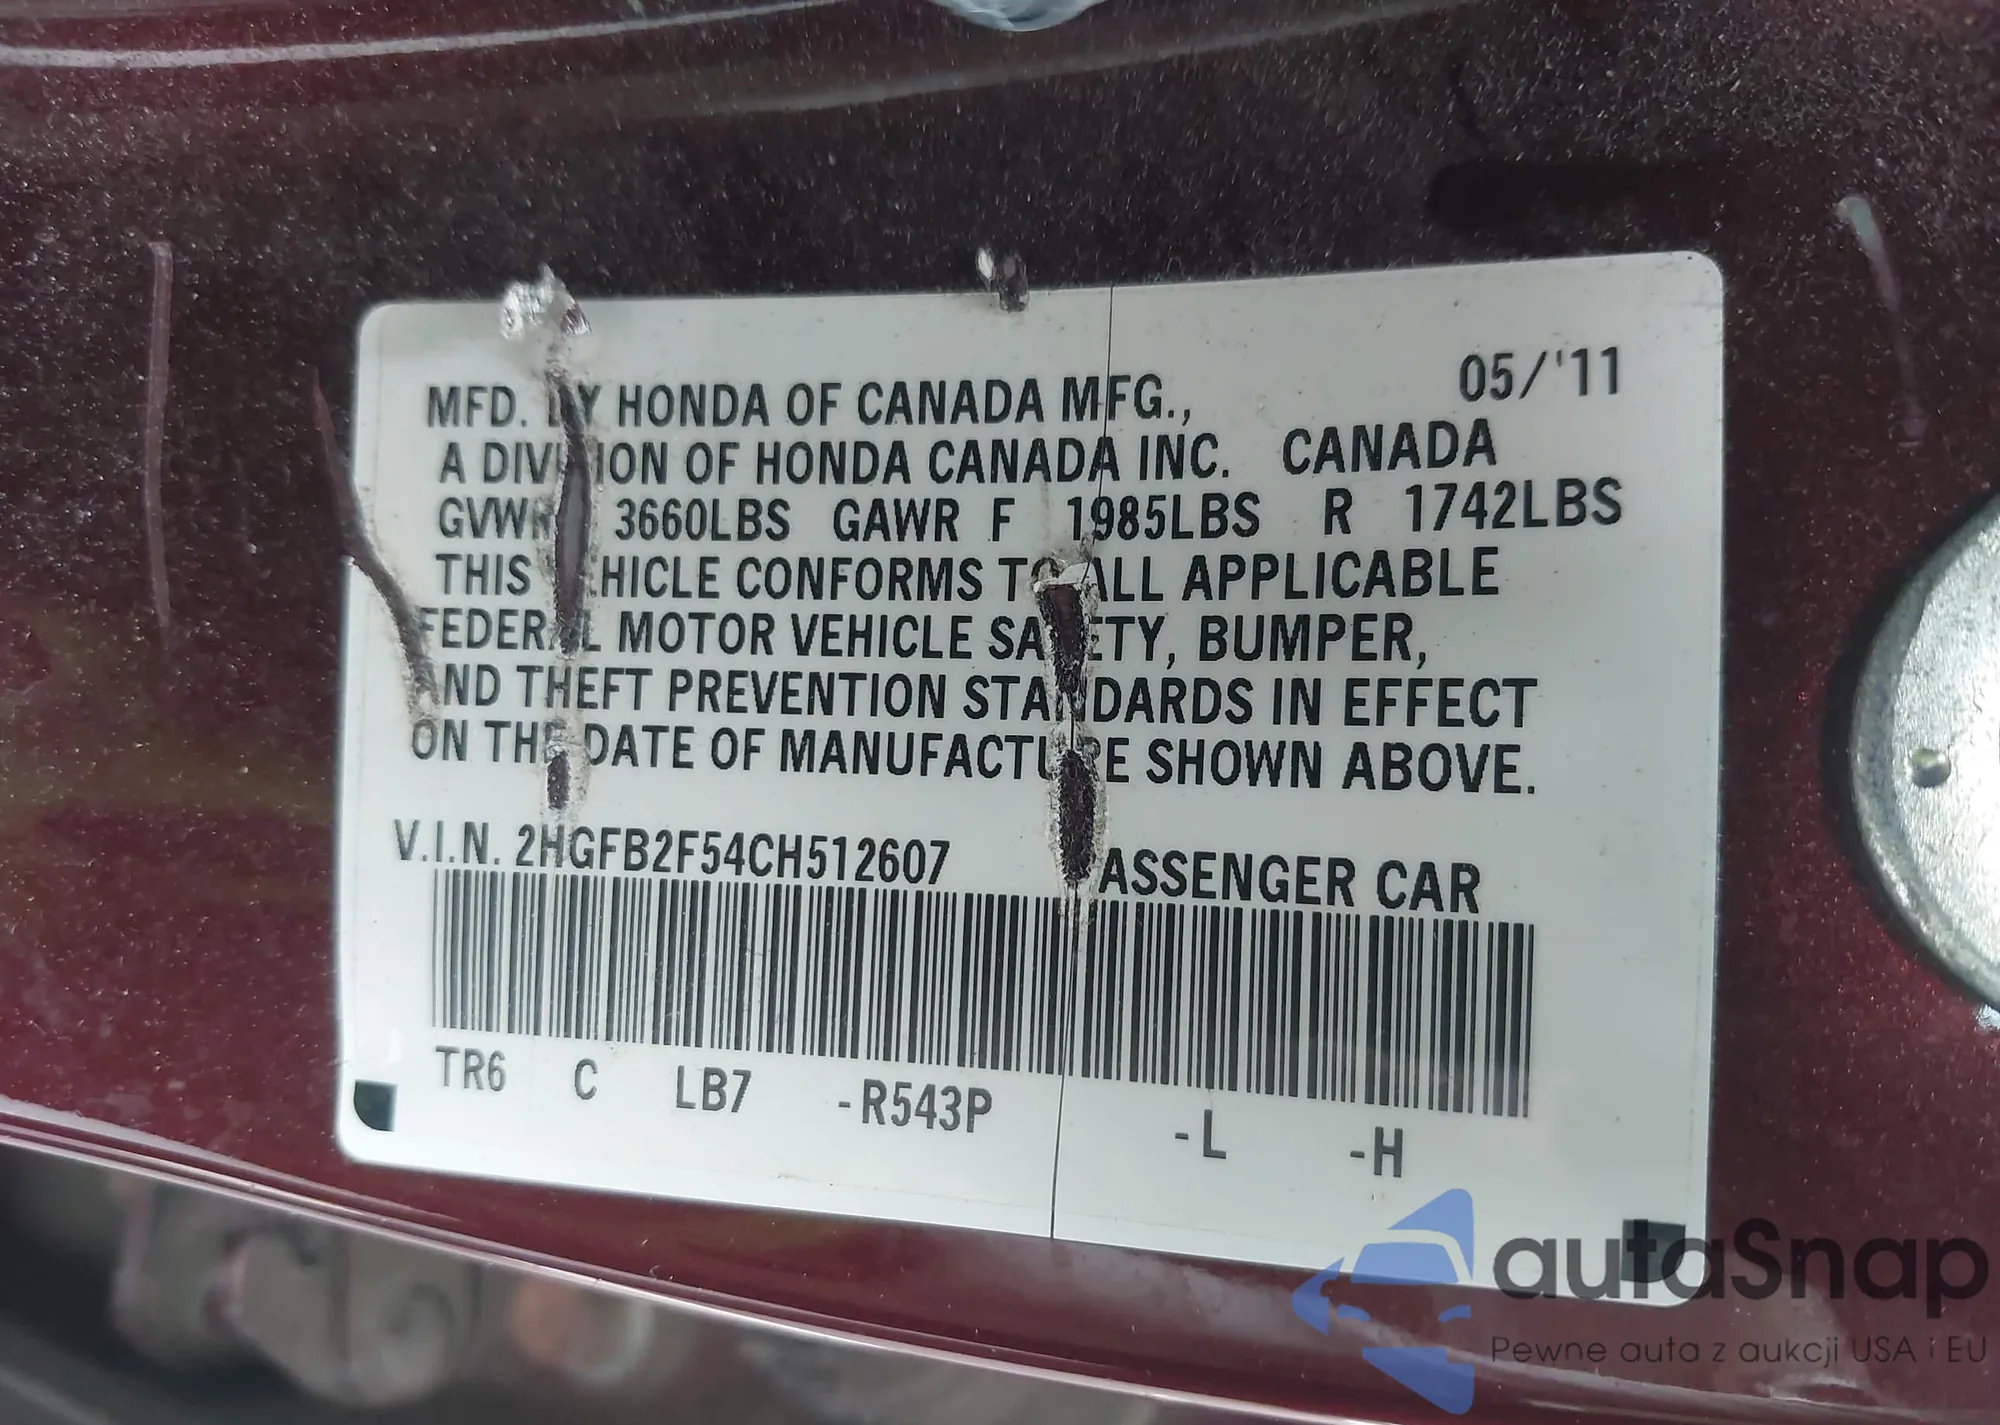 05/'11
MFD. BY HONDA OF CANADA MFG.,
A DIVISION OF HONDA CANADA INC. CANADA
GVWR 3660LBS GAWR F 1985LBS R 1742LBS
THIS VEHICLE CONFORMS TO ALL APPLICABLE
FEDERAL MOTOR VEHICLE SAFETY, BUMPER,
AND THEFT PREVENTION STANDARDS IN EFFECT
ON THE DATE OF MANUFACTURE SHOWN ABOVE.
V.I.N. 2HGFB2F54CH512607 PASSENGER CAR
TR6 C LB7 -R543P -L -H
autaSnap
Pewne auta z aukcji USA i EU